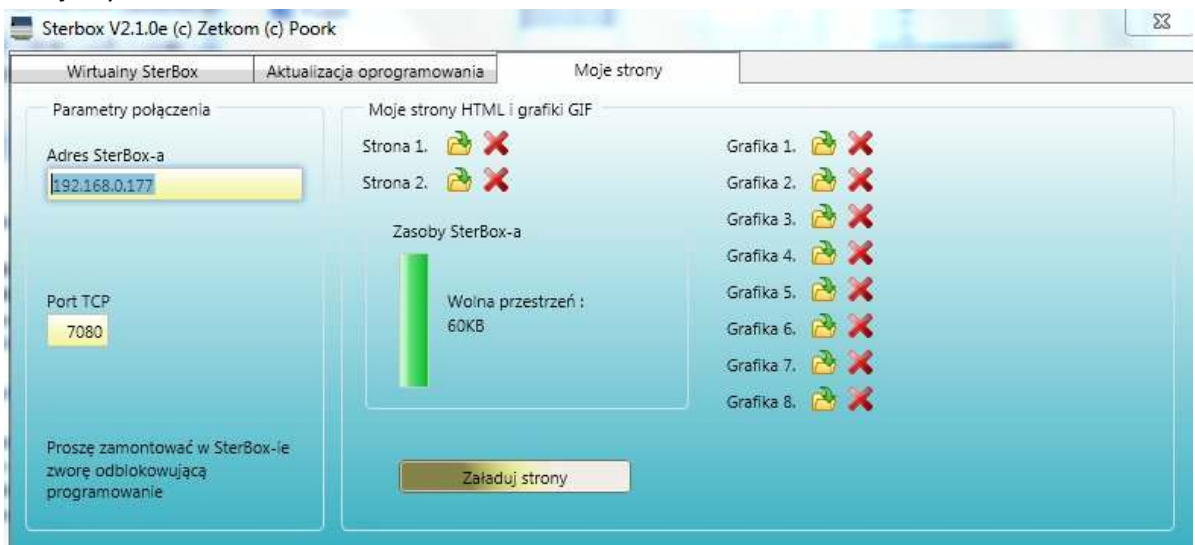 Sterbox V2.1.0e (c) Zetkom (c) Poork
Wirtualny SterBox
Aktualizacja oprogramowania
Moje strony
Parametry połączenia
Adres SterBox-a
192.168.0.177
Port TCP
7080
Proszę zamontować w SterBox-ie
zworę odblokowującą
programowanie
Moje strony HTML i grafiki GIF
Strona 1.
Strona 2.
Zasoby SterBox-a
Wolna przestrzeń :
60KB
Załaduj strony
Grafika 1.
Grafika 2.
Grafika 3.
Grafika 4.
Grafika 5.
Grafika 6.
Grafika 7.
Grafika 8.